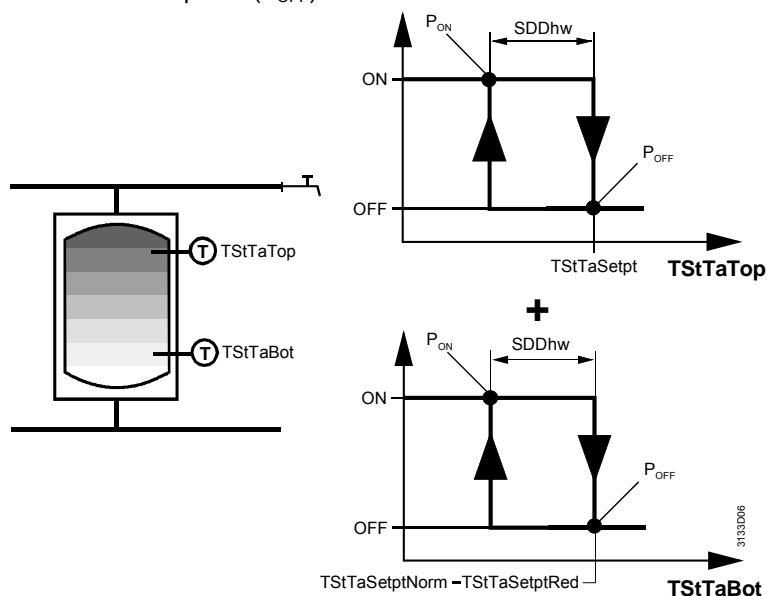 P_ON
SDDhw
ON
P_OFF
OFF
TStTaSetpt
TStTaTop
T TStTaTop
T TStTaBot
+
P_ON
SDDhw
ON
P_OFF
OFF
3133D06
TStTaSetptNorm –TStTaSetptRed
TStTaBot